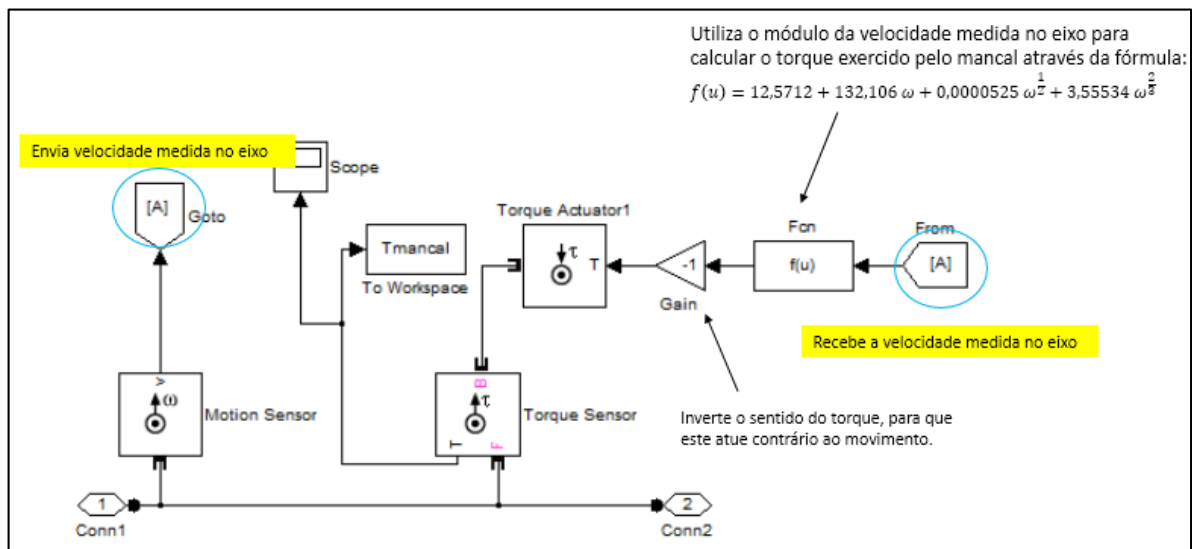 Utiliza o módulo da velocidade medida no eixo para
calcular o torque exercido pelo mancal através da fórmula:
f(u) = 12,5712 + 132,106 ω + 0,0000525 ω^{1/2} + 3,55534 ω^{2/3}
Envia velocidade medida no eixo
Scope
[A]
Goto
Torque Actuator1
Fcn
From
Tmancal
To Workspace
τ
T
-1
Gain
f(u)
[A]
Recebe a velocidade medida no eixo
V
ω
Motion Sensor
B
τ
T
F
Torque Sensor
Inverte o sentido do torque, para que
este atue contrário ao movimento.
1
Conn1
2
Conn2